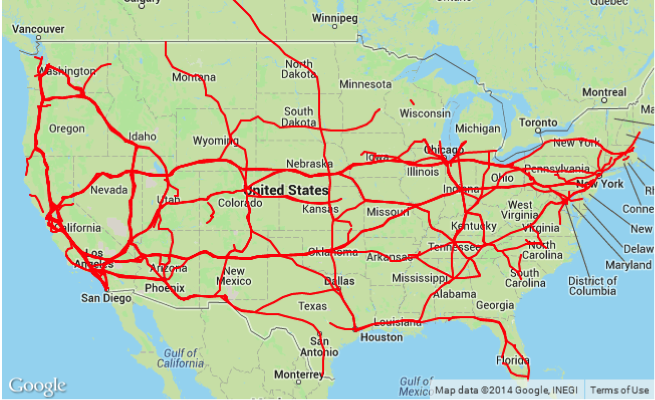 Calgary
Quebec
Winnipeg
Vancouver
Washington
Montana
North
Dakota
Minnesota
Montreal
Ma
Oregon
Idaho
South
Dakota
Wisconsin
Michigan
Toronto
Wyoming
Iowa
Chicago
New York
Nebraska
Illinois
Ohio
Pennsylvania
Nevada
Utah
Colorado
United States
Indiana
New York
Rh
Kansas
Missouri
West
Virginia
Conne
California
Kentucky
Virginia
New
Los
Angeles
Arizona
Oklahoma
Arkansas
Tennessee
North
Carolina
Delaw
Phoenix
New
Mexico
Dallas
Mississippi
South
Carolina
Maryland
San Diego
Texas
Alabama
Georgia
District of
Columbia
Louisiana
San
Antonio
Houston
Gulf of
California
Florida
Monterrey
Gulf of
Mexico
Google
Map data ©2014 Google, INEGI
Terms of Use